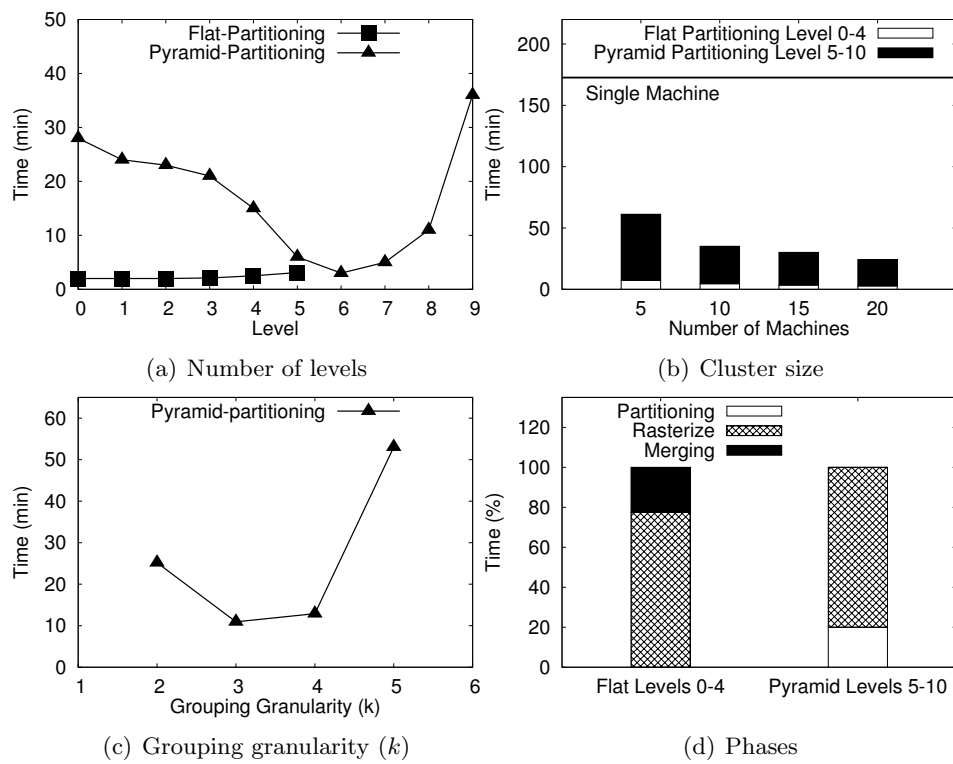 50
40
30
20
10
0
Time (min)
Flat-Partitioning
Pyramid-Partitioning
0 1 2 3 4 5 6 7 8 9
Level
(a) Number of levels
200
150
100
50
0
Time (min)
Flat Partitioning Level 0-4
Pyramid Partitioning Level 5-10
Single Machine
5 10 15 20
Number of Machines
(b) Cluster size
60
50
40
30
20
10
0
Time (min)
Pyramid-partitioning
1 2 3 4 5 6
Grouping Granularity (k)
(c) Grouping granularity (k)
120
100
80
60
40
20
0
Time (%)
Partitioning
Rasterize
Merging
Flat Levels 0-4 Pyramid Levels 5-10
(d) Phases